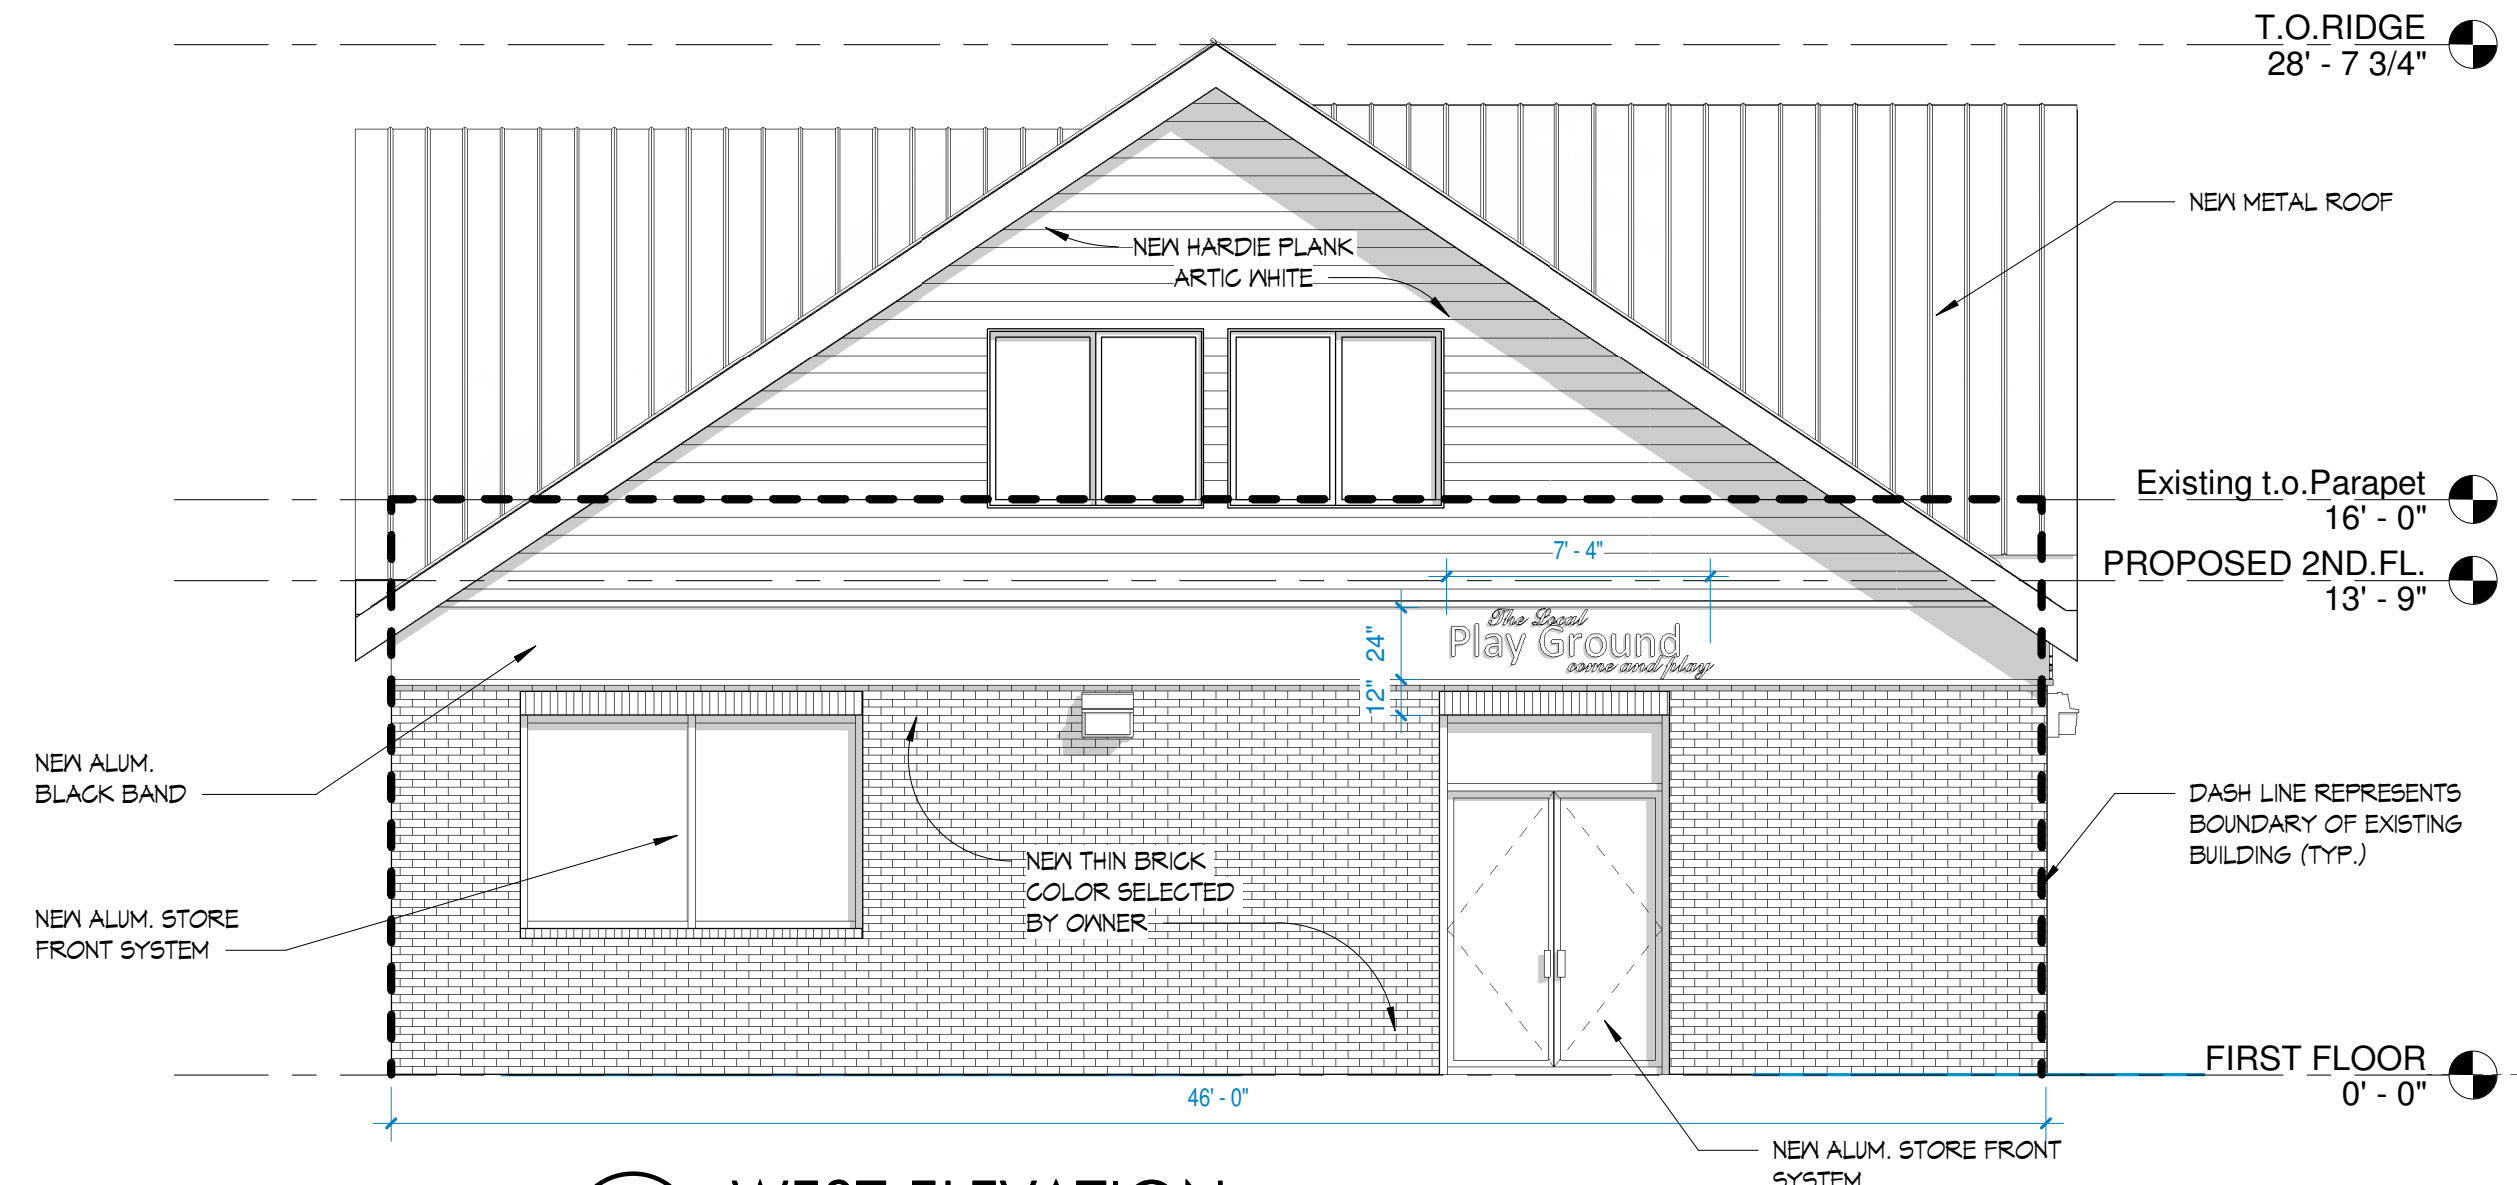 T.O.RIDGE
28' - 7 3/4"
NEW METAL ROOF
NEW HARDIE PLANK
ARTIC WHITE
Existing t.o.Parapet
16' - 0"
7' - 4"
PROPOSED 2ND.FL.
13' - 9"
The Local
Play Ground
come and play
24"
12"
NEW ALUM.
BLACK BAND
DASH LINE REPRESENTS
BOUNDARY OF EXISTING
BUILDING (TYP.)
NEW THIN BRICK
COLOR SELECTED
BY OWNER
NEW ALUM. STORE
FRONT SYSTEM
FIRST FLOOR
0' - 0"
46' - 0"
NEW ALUM. STORE FRONT
SYSTEM
WEST ELEVATION